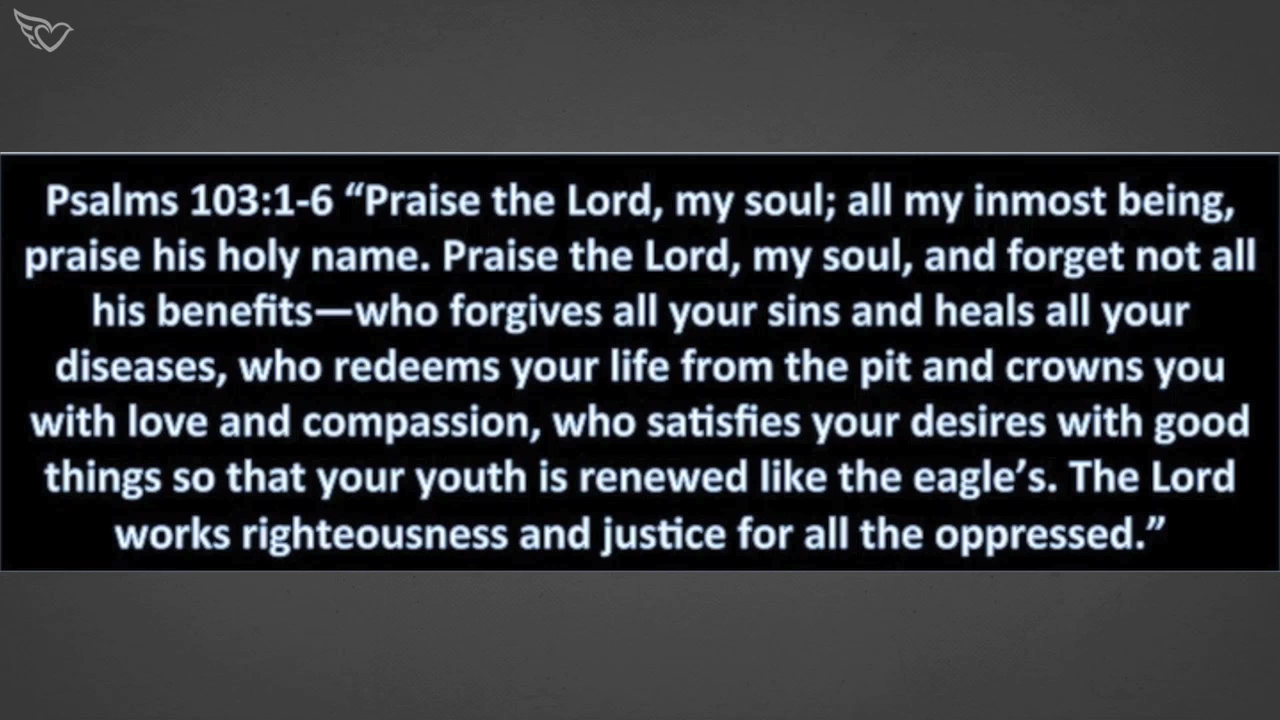 Psalms 103:1-6 “Praise the Lord, my soul; all my inmost being,
praise his holy name. Praise the Lord, my soul, and forget not all
his benefits—who forgives all your sins and heals all your
diseases, who redeems your life from the pit and crowns you
with love and compassion, who satisfies your desires with good
things so that your youth is renewed like the eagle’s. The Lord
works righteousness and justice for all the oppressed.”